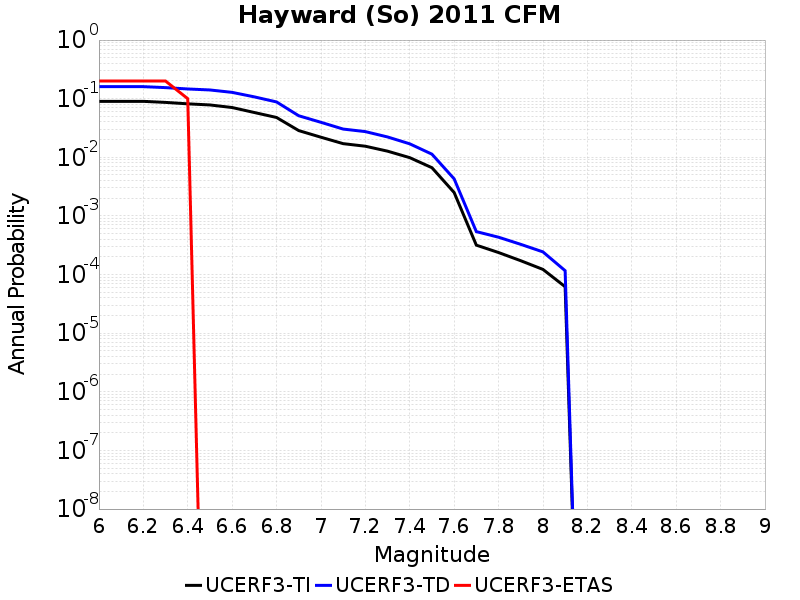 Hayward (So) 2011 CFM
Annual Probability
10^0
10^-1
10^-2
10^-3
10^-4
10^-5
10^-6
10^-7
10^-8
6 6.2 6.4 6.6 6.8 7 7.2 7.4 7.6 7.8 8 8.2 8.4 8.6 8.8 9
Magnitude
UCERF3-TI UCERF3-TD UCERF3-ETAS